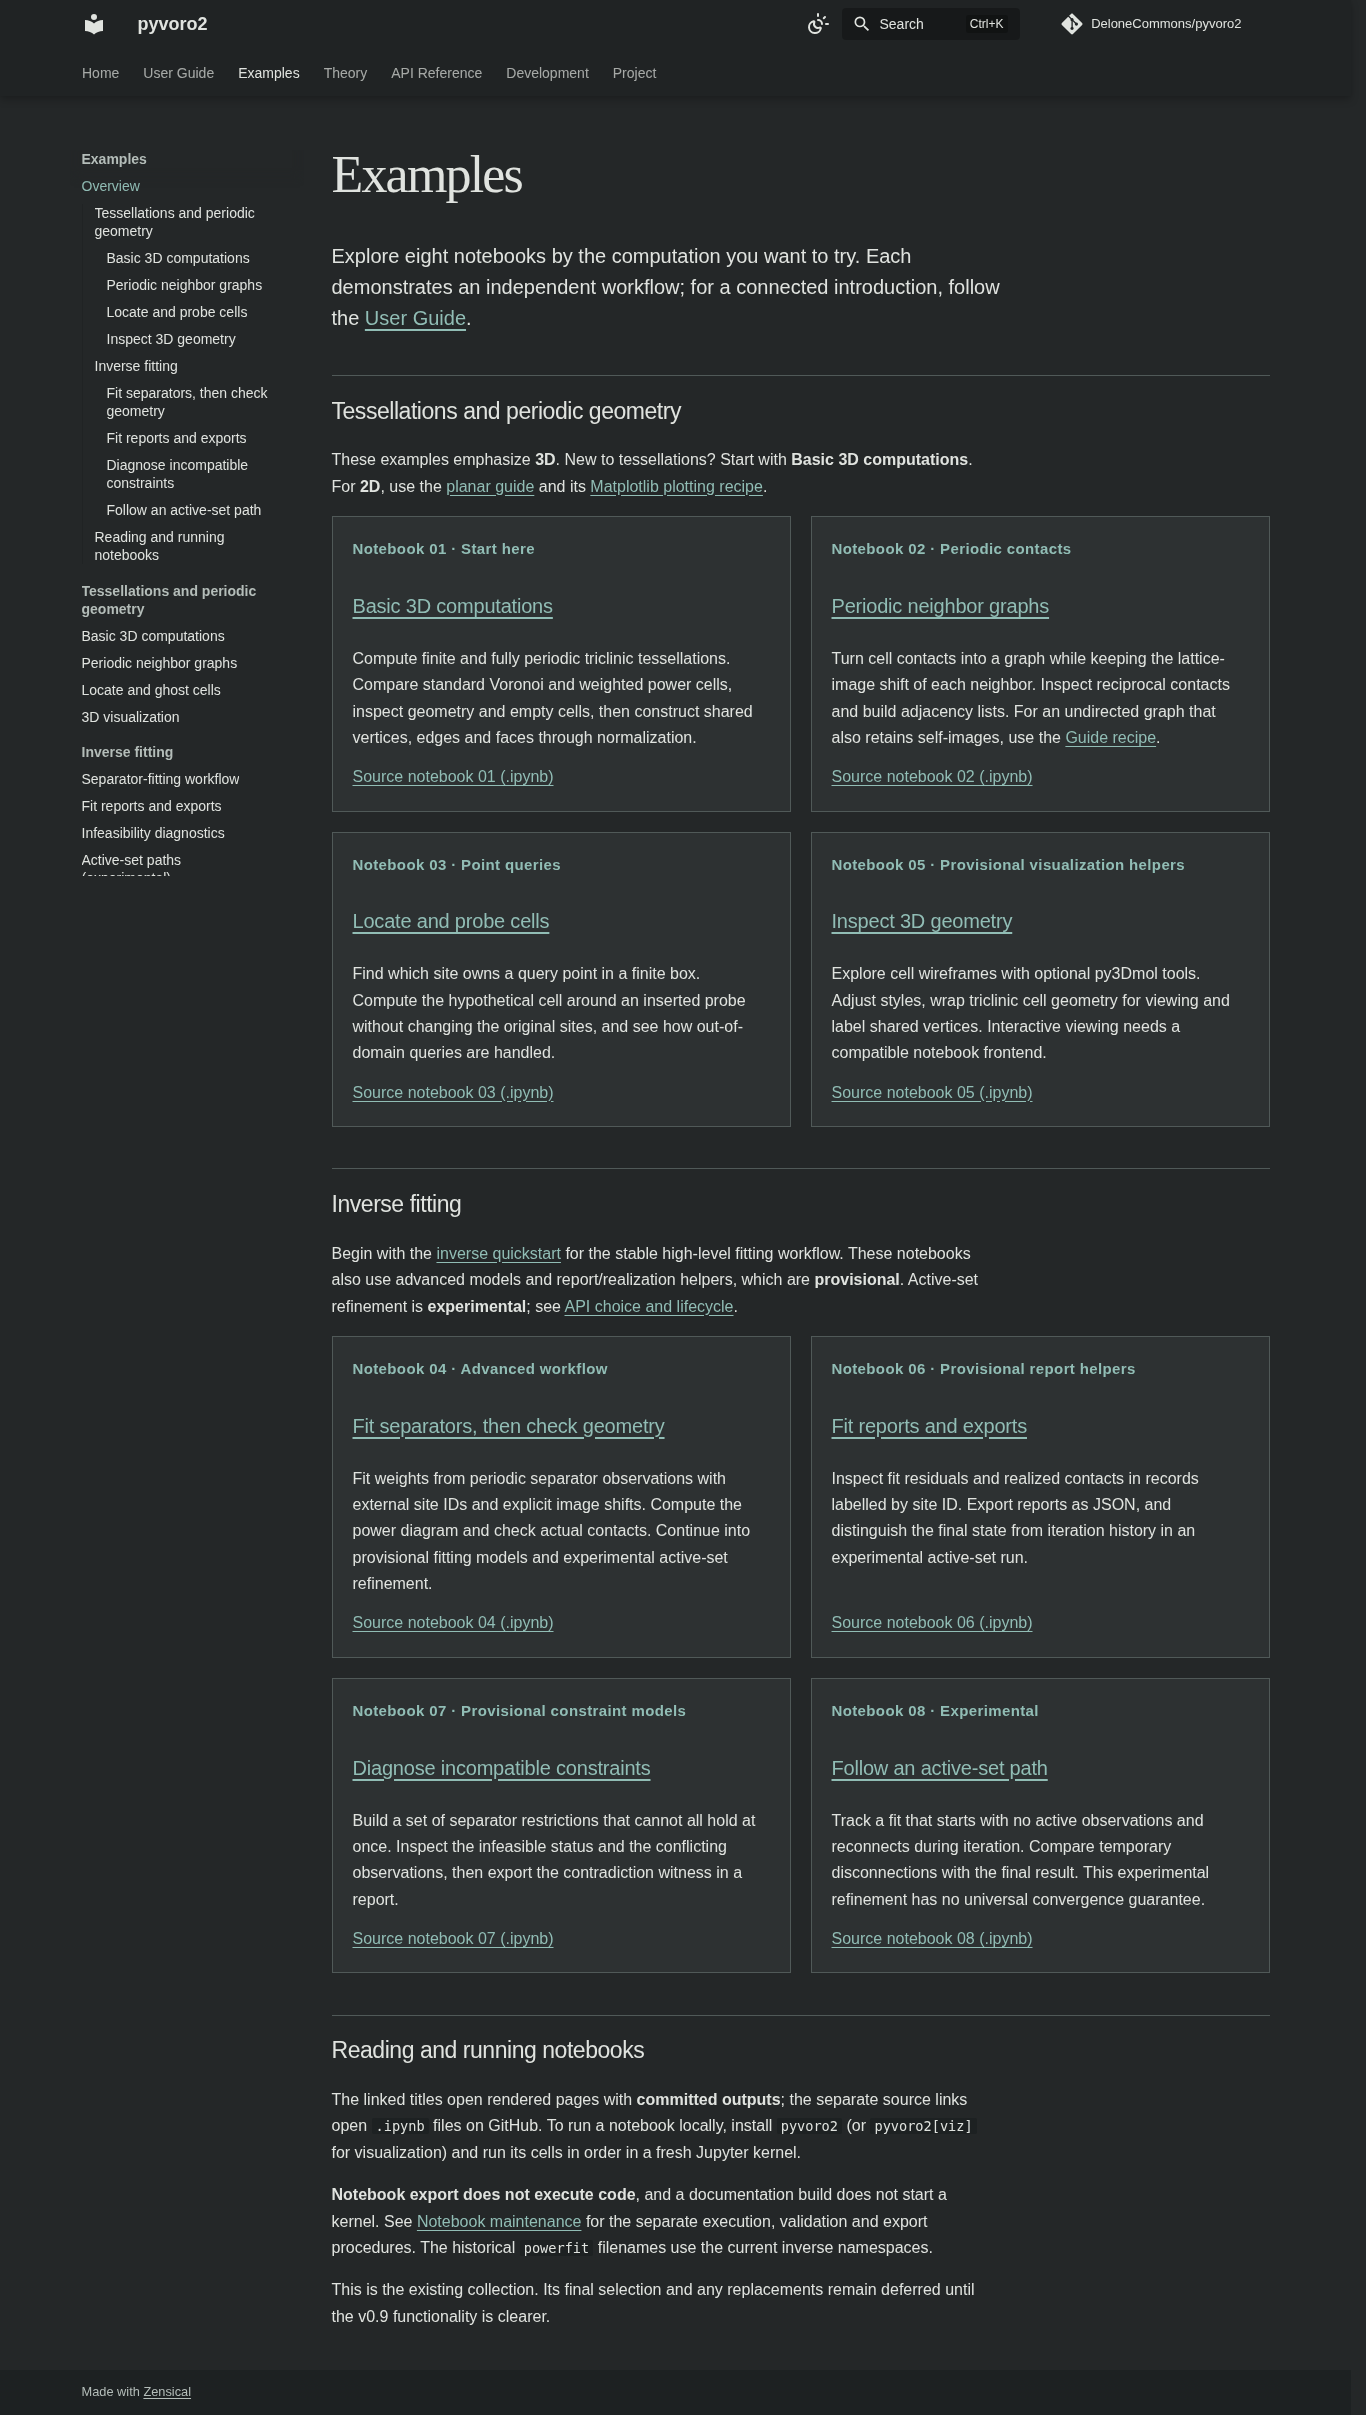 pyvoro2
Search
Ctrl+K
DeloneCommons/pyvoro2
Home
User Guide
Examples
Theory
API Reference
Development
Project
Examples
Overview
Tessellations and periodic
geometry
Basic 3D computations
Periodic neighbor graphs
Locate and probe cells
Inspect 3D geometry
Inverse fitting
Fit separators, then check
geometry
Fit reports and exports
Diagnose incompatible
constraints
Follow an active-set path
Reading and running
notebooks
Tessellations and periodic
geometry
Basic 3D computations
Periodic neighbor graphs
Locate and ghost cells
3D visualization
Inverse fitting
Separator-fitting workflow
Fit reports and exports
Infeasibility diagnostics
Active-set paths
(experimental)
Examples
Explore eight notebooks by the computation you want to try. Each
demonstrates an independent workflow; for a connected introduction, follow
the User Guide.
Tessellations and periodic geometry
These examples emphasize 3D. New to tessellations? Start with Basic 3D computations.
For 2D, use the planar guide and its Matplotlib plotting recipe.
Notebook 01 · Start here
Basic 3D computations
Compute finite and fully periodic triclinic tessellations.
Compare standard Voronoi and weighted power cells,
inspect geometry and empty cells, then construct shared
vertices, edges and faces through normalization.
Source notebook 01 (.ipynb)
Notebook 02 · Periodic contacts
Periodic neighbor graphs
Turn cell contacts into a graph while keeping the lattice-
image shift of each neighbor. Inspect reciprocal contacts
and build adjacency lists. For an undirected graph that
also retains self-images, use the Guide recipe.
Source notebook 02 (.ipynb)
Notebook 03 · Point queries
Locate and probe cells
Find which site owns a query point in a finite box.
Compute the hypothetical cell around an inserted probe
without changing the original sites, and see how out-of-
domain queries are handled.
Source notebook 03 (.ipynb)
Notebook 05 · Provisional visualization helpers
Inspect 3D geometry
Explore cell wireframes with optional py3Dmol tools.
Adjust styles, wrap triclinic cell geometry for viewing and
label shared vertices. Interactive viewing needs a
compatible notebook frontend.
Source notebook 05 (.ipynb)
Inverse fitting
Begin with the inverse quickstart for the stable high-level fitting workflow. These notebooks
also use advanced models and report/realization helpers, which are provisional. Active-set
refinement is experimental; see API choice and lifecycle.
Notebook 04 · Advanced workflow
Fit separators, then check geometry
Fit weights from periodic separator observations with
external site IDs and explicit image shifts. Compute the
power diagram and check actual contacts. Continue into
provisional fitting models and experimental active-set
refinement.
Source notebook 04 (.ipynb)
Notebook 06 · Provisional report helpers
Fit reports and exports
Inspect fit residuals and realized contacts in records
labelled by site ID. Export reports as JSON, and
distinguish the final state from iteration history in an
experimental active-set run.
Source notebook 06 (.ipynb)
Notebook 07 · Provisional constraint models
Diagnose incompatible constraints
Build a set of separator restrictions that cannot all hold at
once. Inspect the infeasible status and the conflicting
observations, then export the contradiction witness in a
report.
Source notebook 07 (.ipynb)
Notebook 08 · Experimental
Follow an active-set path
Track a fit that starts with no active observations and
reconnects during iteration. Compare temporary
disconnections with the final result. This experimental
refinement has no universal convergence guarantee.
Source notebook 08 (.ipynb)
Reading and running notebooks
The linked titles open rendered pages with committed outputs; the separate source links
open .ipynb files on GitHub. To run a notebook locally, install pyvoro2 (or pyvoro2[viz]
for visualization) and run its cells in order in a fresh Jupyter kernel.
Notebook export does not execute code, and a documentation build does not start a
kernel. See Notebook maintenance for the separate execution, validation and export
procedures. The historical powerfit filenames use the current inverse namespaces.
This is the existing collection. Its final selection and any replacements remain deferred until
the v0.9 functionality is clearer.
Made with Zensical